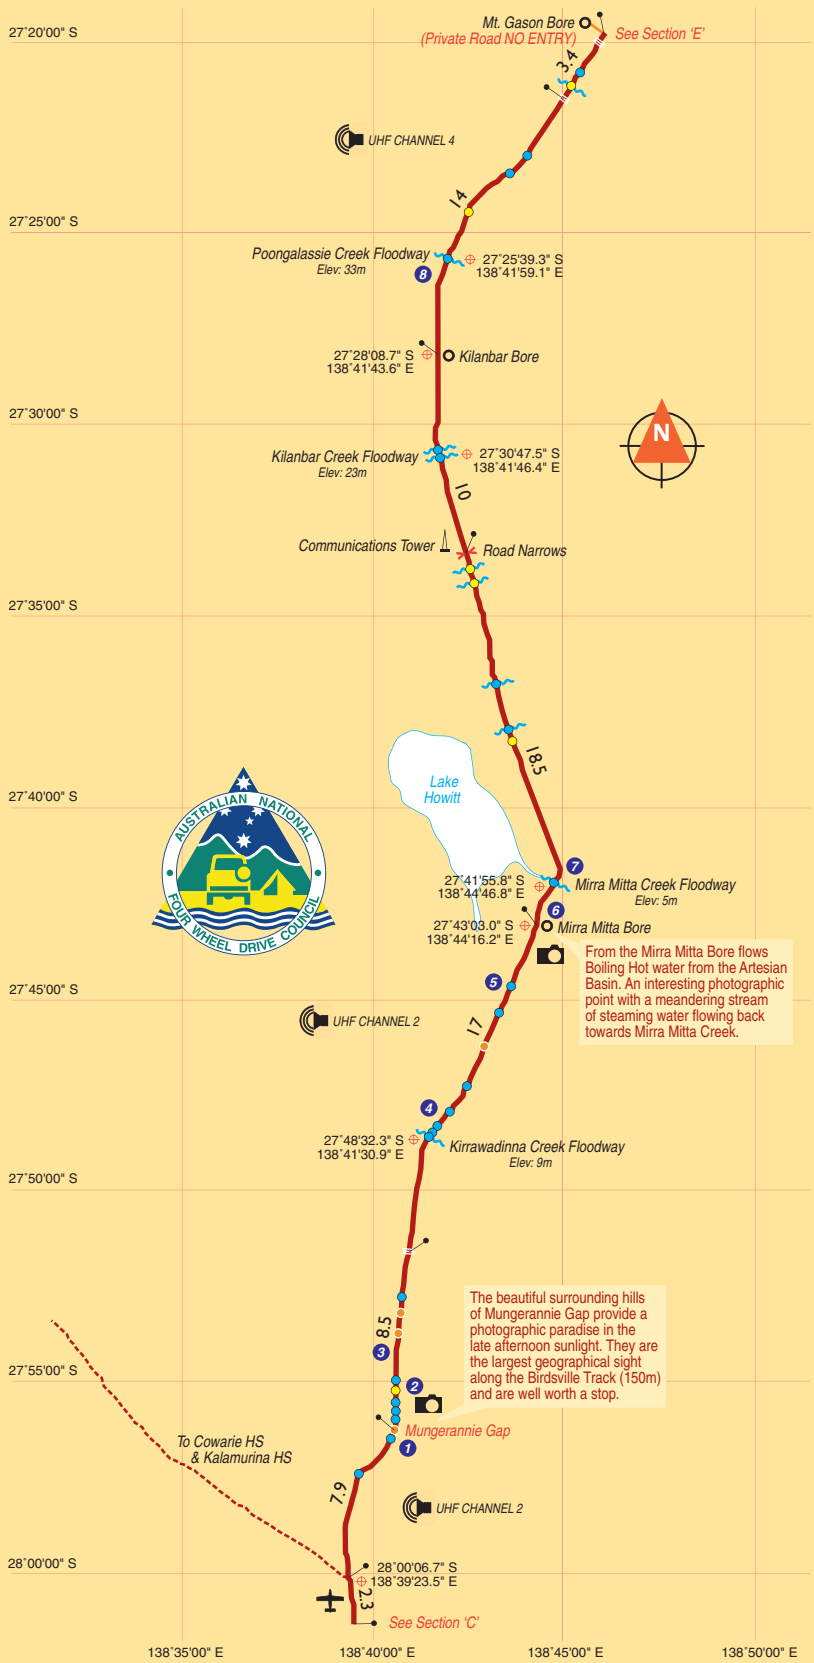 Mt. Gason Bore
(Private Road NO ENTRY)
See Section 'E'
27°20'00" S
3.4
UHF CHANNEL 4
14
27°25'00" S
Poongalassie Creek Floodway
Elev: 33m
27°25'39.3" S
138°41'59.1" E
8
27°28'08.7" S
138°41'43.6" E
Kilanbar Bore
27°30'00" S
N
Kilanbar Creek Floodway
Elev: 23m
27°30'47.5" S
138°41'46.4" E
10
Communications Tower
Road Narrows
27°35'00" S
18.5
Lake
Howitt
27°40'00" S
AUSTRALIAN NATIONAL
FOUR WHEEL DRIVE COUNCIL
7
27°41'55.8" S
138°44'46.8" E
Mirra Mitta Creek Floodway
Elev: 5m
6
27°43'03.0" S
138°44'16.2" E
Mirra Mitta Bore
From the Mirra Mitta Bore flows
Boiling Hot water from the Artesian
Basin. An interesting photographic
point with a meandering stream
of steaming water flowing back
towards Mirra Mitta Creek.
5
27°45'00" S
UHF CHANNEL 2
17
4
27°48'32.3" S
138°41'30.9" E
Kirrawadinna Creek Floodway
Elev: 9m
27°50'00" S
The beautiful surrounding hills
of Mungerannie Gap provide a
photographic paradise in the
late afternoon sunlight. They are
the largest geographical sight
along the Birdsville Track (150m)
and are well worth a stop.
8.5
3
27°55'00" S
2
Mungerannie Gap
1
To Cowarie HS
& Kalamurina HS
7.9
UHF CHANNEL 2
28°00'00" S
28°00'06.7" S
138°39'23.5" E
2.3
See Section 'C'
138°35'00" E
138°40'00" E
138°45'00" E
138°50'00" E